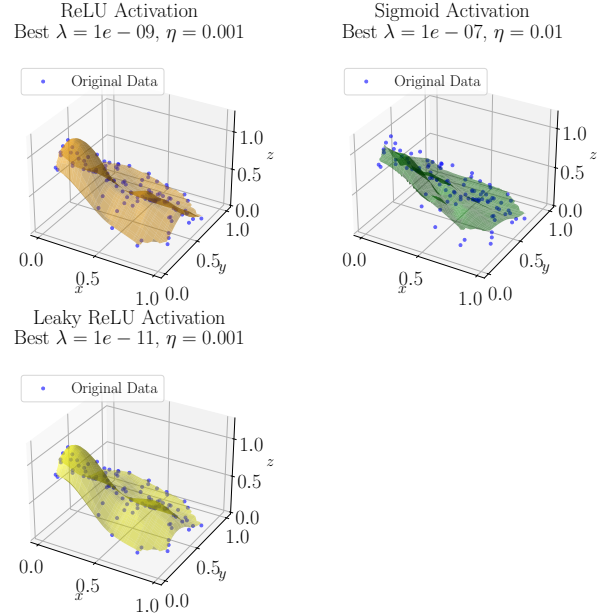 ReLU Activation
Best λ = 1e − 09, η = 0.001
Original Data
1.0
0.5
0.0
z
0.0
0.5
1.0
x
0.0
0.5
1.0
y
Sigmoid Activation
Best λ = 1e − 07, η = 0.01
Original Data
1.0
0.5
0.0
z
0.0
0.5
1.0
x
0.0
0.5
1.0
y
Leaky ReLU Activation
Best λ = 1e − 11, η = 0.001
Original Data
1.0
0.5
0.0
z
0.0
0.5
1.0
x
0.0
0.5
1.0
y